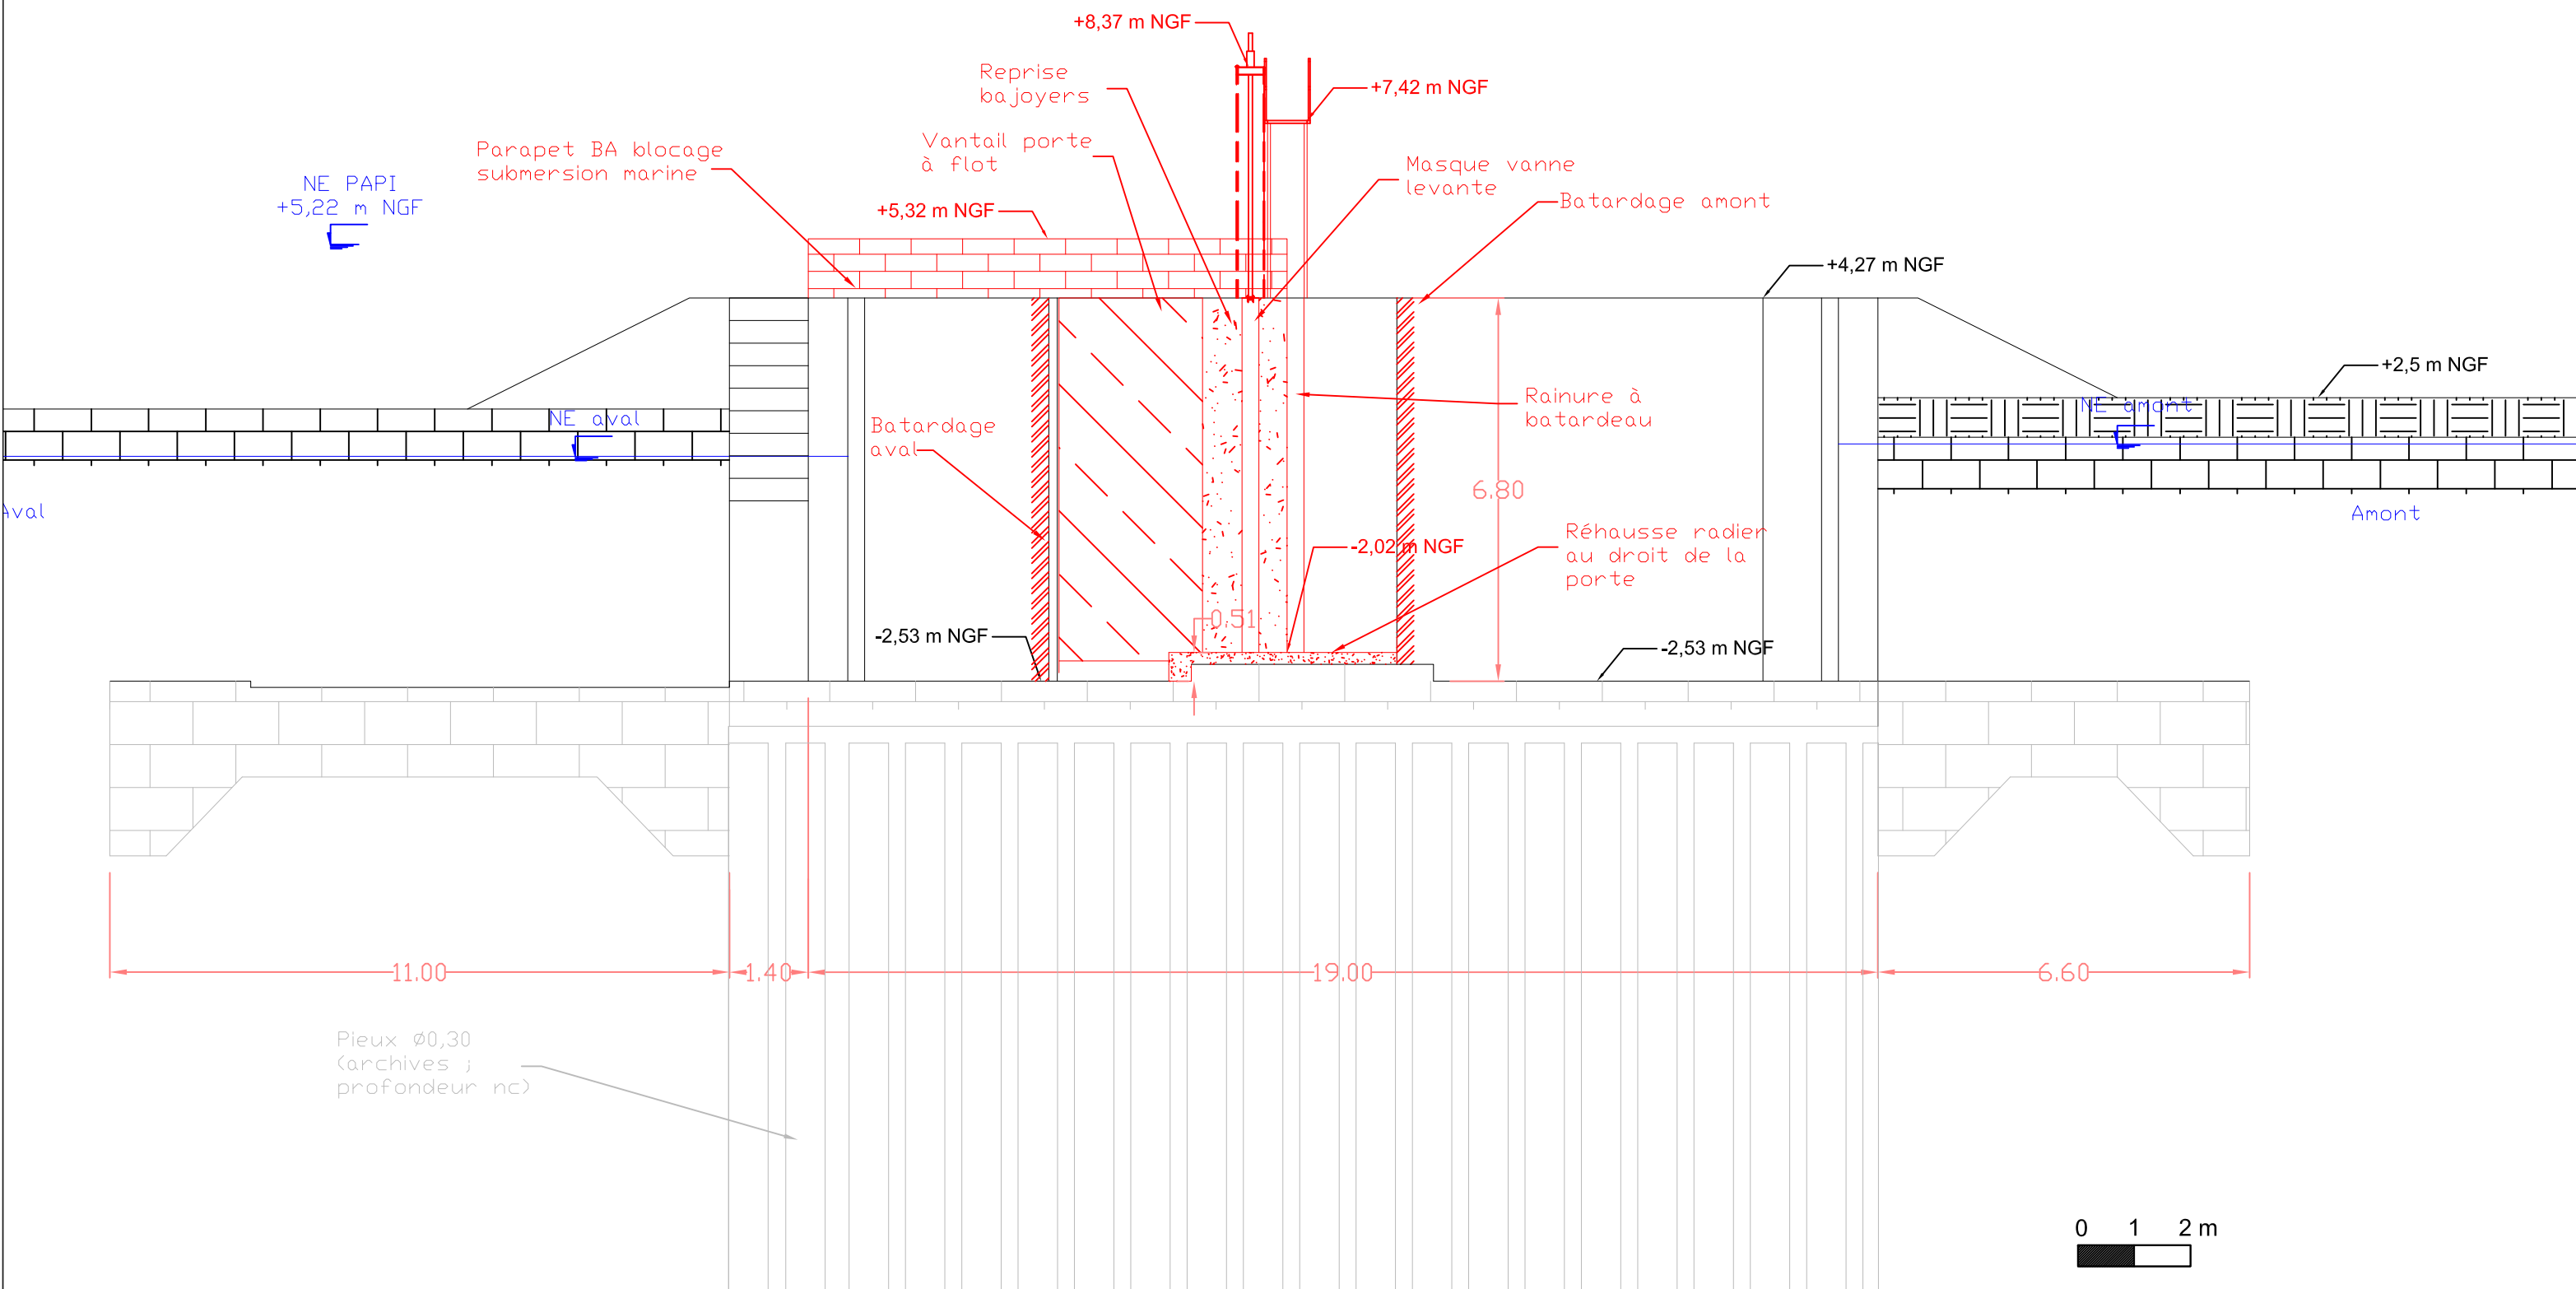 +8,37 m NGF
Reprise
bajoyers
+7,42 m NGF
Vantail porte
à flot
Parapet BA blocage
submersion marine
Masque vanne
levante
NE PAPI
+5,22 m NGF
+5,32 m NGF
Batardage amont
+4,27 m NGF
+2,5 m NGF
NE aval
NE amont
Rainure à
batardeau
Batardage
aval
6.80
Aval
Amont
Réhausse radier
au droit de la
porte
-2,02 m NGF
0.51
-2,53 m NGF
-2,53 m NGF
11.00
1.40
19.00
6.60
Pieux Ø0,30
(archives ;
profondeur nc)
0 1 2 m